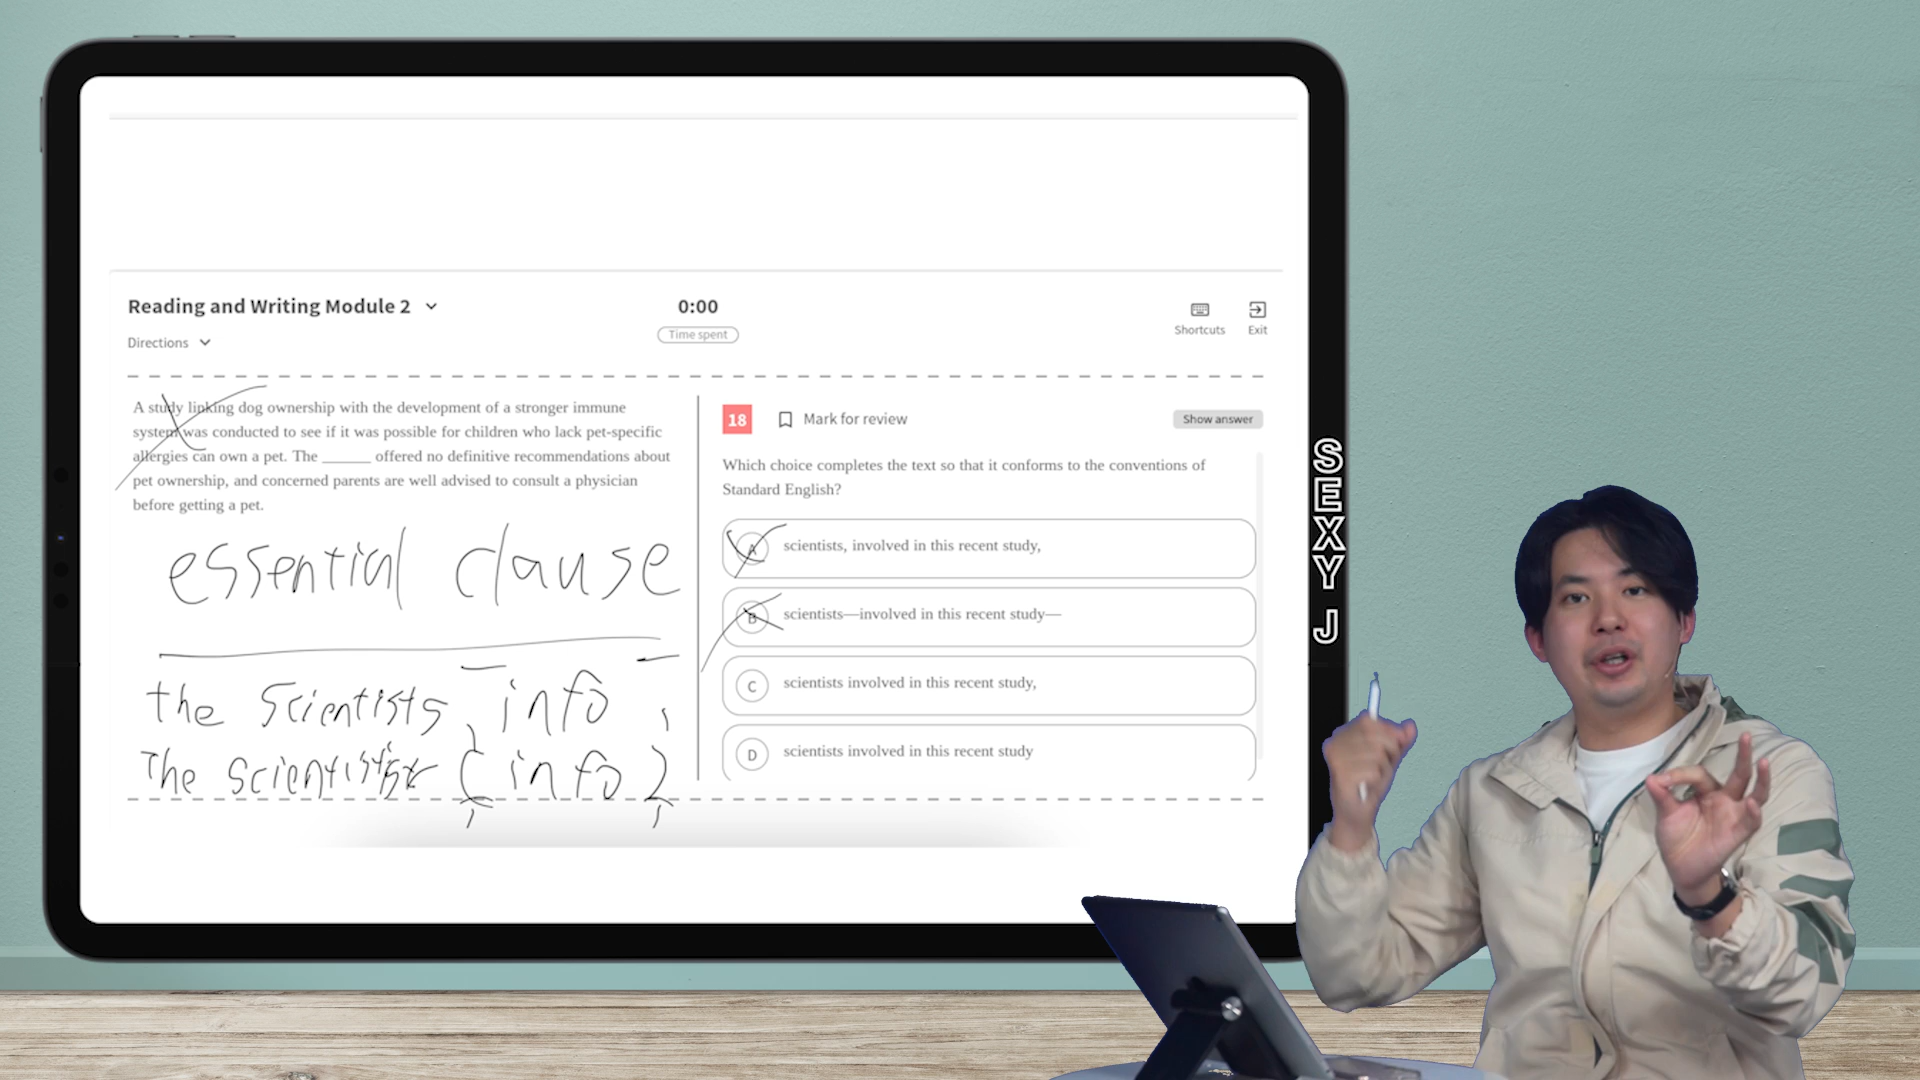 Reading and Writing Module 2
0:00
Time spent
Directions
Shortcuts
Exit
A study linking dog ownership with the development of a stronger immune
system was conducted to see if it was possible for children who lack pet-specific
allergies can own a pet. The ______ offered no definitive recommendations about
pet ownership, and concerned parents are well advised to consult a physician
before getting a pet.
essential clause
the scientists, info,
The scientists (info)
18
Mark for review
Show answer
Which choice completes the text so that it conforms to the conventions of
Standard English?
A scientists, involved in this recent study,
B scientists—involved in this recent study—
C scientists involved in this recent study,
D scientists involved in this recent study
SEXY J